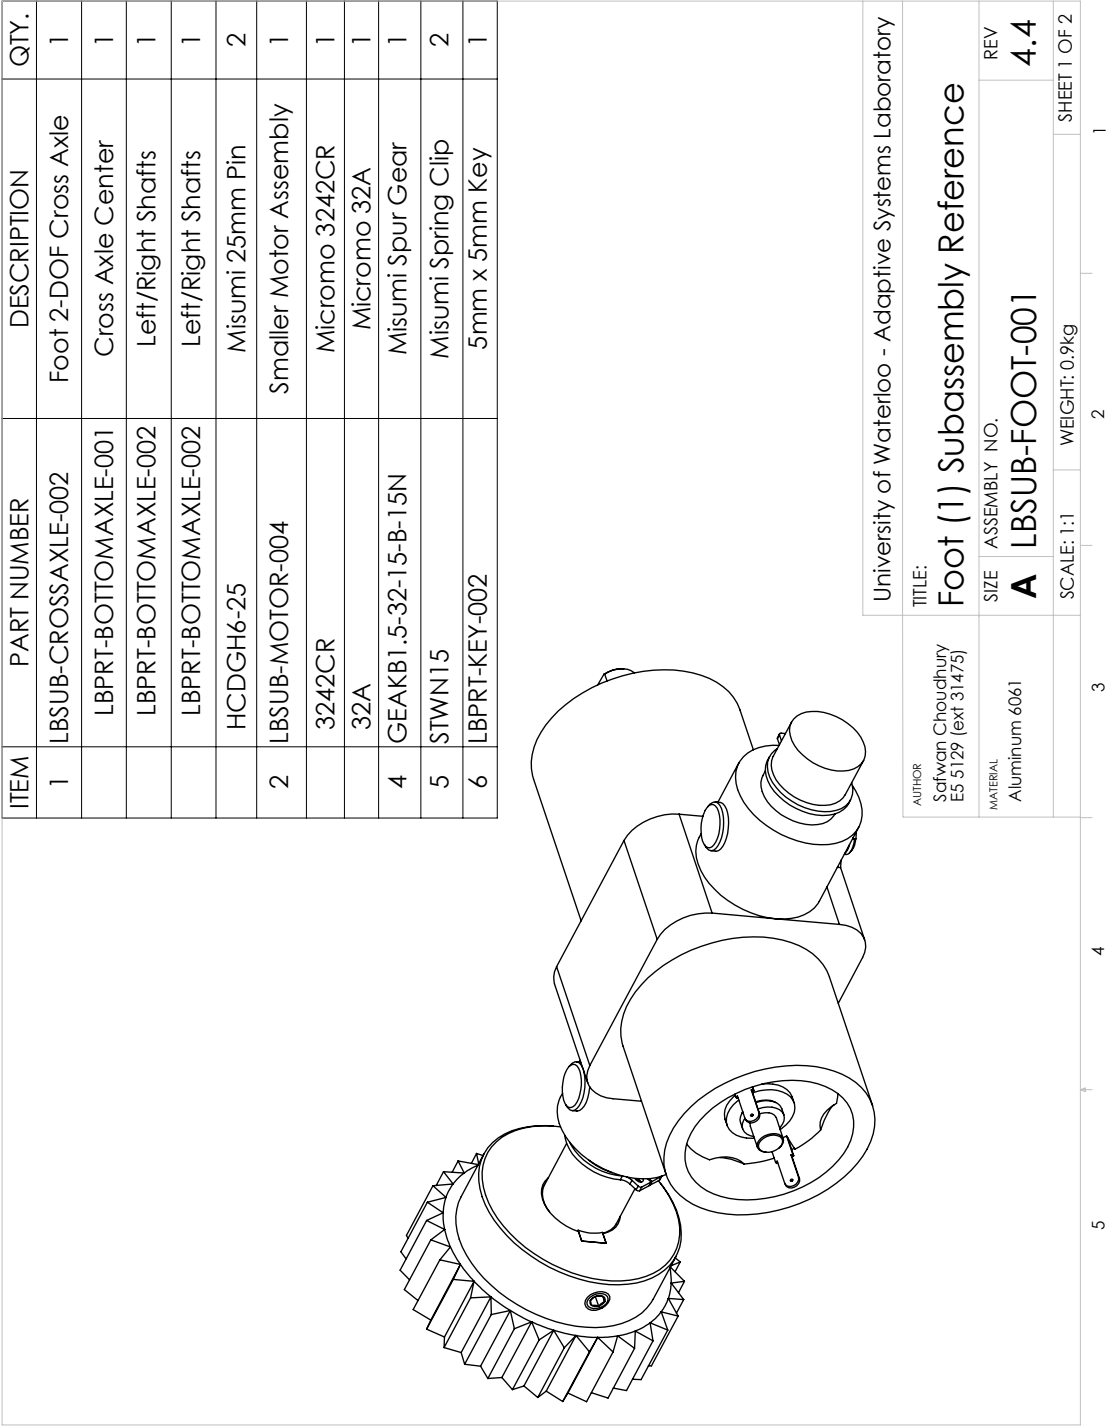 ITEM PART NUMBER DESCRIPTION QTY.
1 LBSUB-CROSSAXLE-002 Foot 2-DOF Cross Axle 1
LBPRT-BOTTOMAXLE-001 Cross Axle Center 1
LBPRT-BOTTOMAXLE-002 Left/Right Shafts 1
LBPRT-BOTTOMAXLE-002 Left/Right Shafts 1
HCDGH6-25 Misumi 25mm Pin 2
2 LBSUB-MOTOR-004 Smaller Motor Assembly 1
3242CR Micromo 3242CR 1
32A Micromo 32A 1
4 GEAKB1.5-32-15-B-15N Misumi Spur Gear 1
5 STWN15 Misumi Spring Clip 2
6 LBPRT-KEY-002 5mm x 5mm Key 1
University of Waterloo - Adaptive Systems Laboratory
AUTHOR
Safwan Choudhury
E5 5129 (ext 31475)
MATERIAL
Aluminum 6061
TITLE:
Foot (1) Subassembly Reference
SIZE ASSEMBLY NO. REV
A LBSUB-FOOT-001 4.4
SCALE: 1:1 WEIGHT: 0.9kg SHEET 1 OF 2
5 4 3 2 1